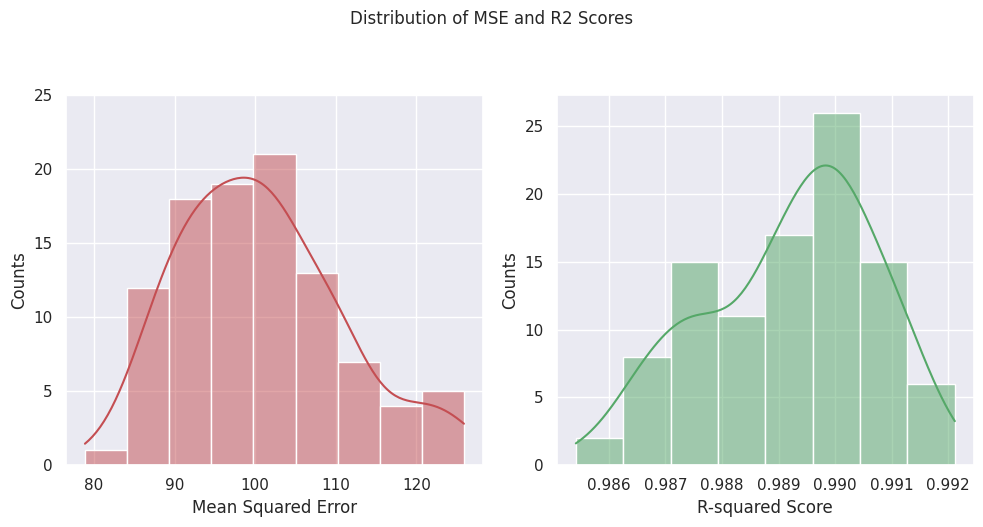 Distribution of MSE and R2 Scores
Counts
25
20
15
10
5
0
80 90 100 110 120
Mean Squared Error
Counts
25
20
15
10
5
0
0.986 0.987 0.988 0.989 0.990 0.991 0.992
R-squared Score